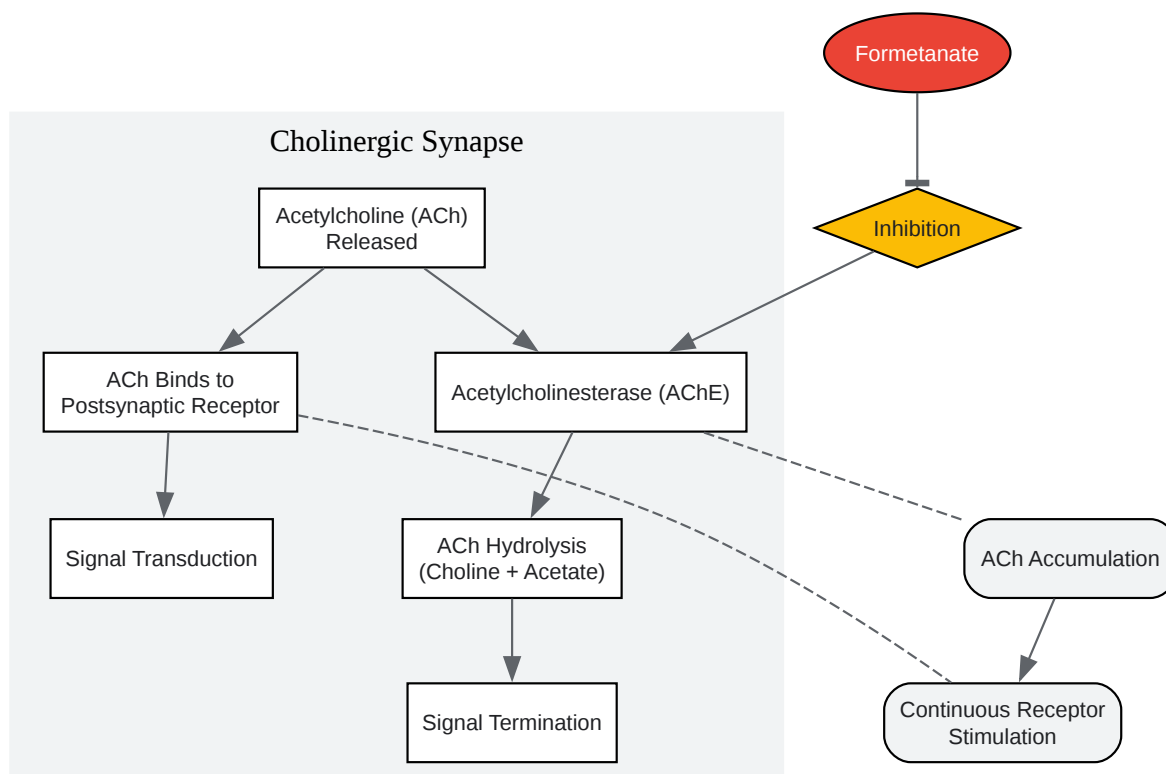 Formetanate
Cholinergic Synapse
Acetylcholine (ACh)
Released
Inhibition
ACh Binds to
Postsynaptic Receptor
Acetylcholinesterase (AChE)
Signal Transduction
ACh Hydrolysis
(Choline + Acetate)
ACh Accumulation
Signal Termination
Continuous Receptor
Stimulation